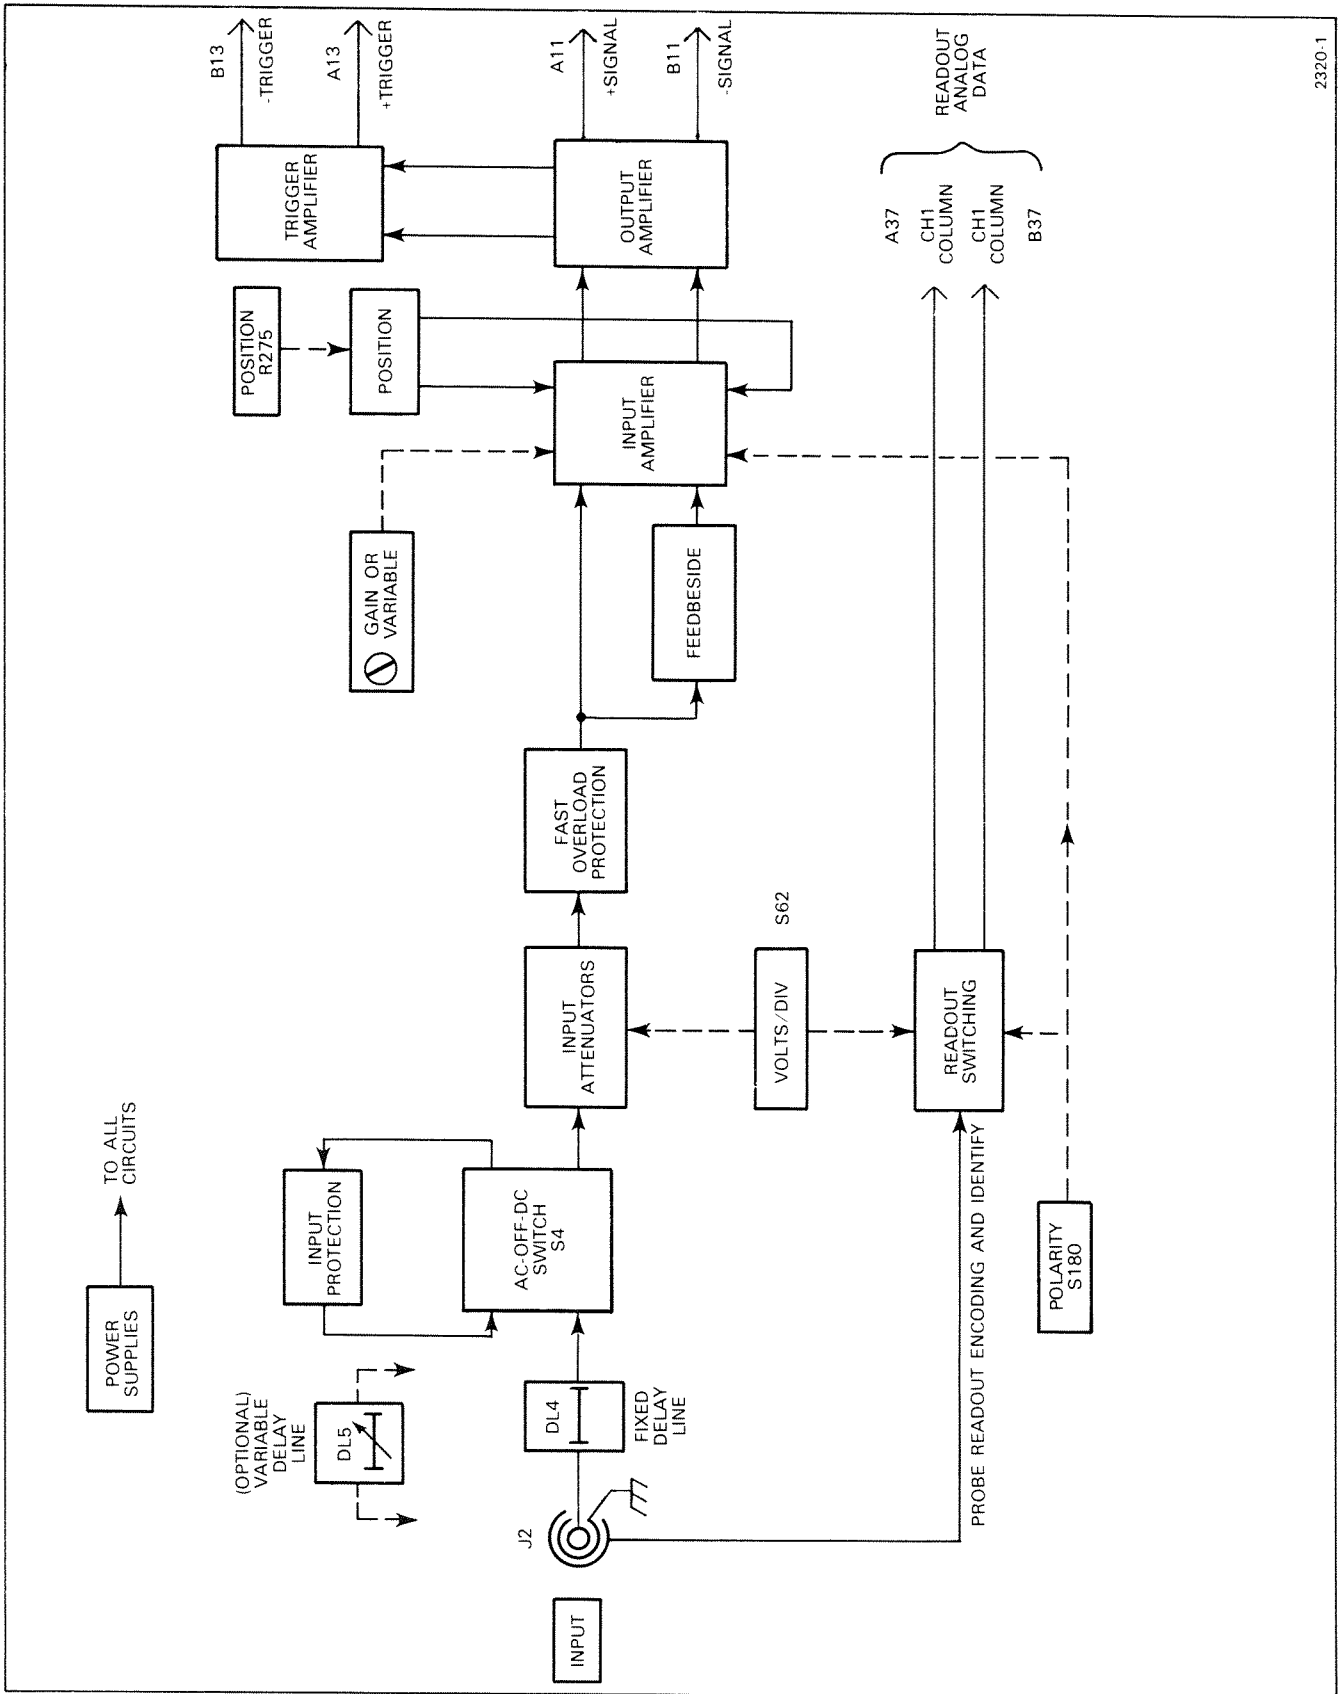 POWER
SUPPLIES
TO ALL
CIRCUITS
(OPTIONAL)
VARIABLE
DELAY
LINE
DL5
INPUT
PROTECTION
GAIN OR
VARIABLE
POSITION
R275
POSITION
TRIGGER
AMPLIFIER
B13
-TRIGGER
A13
+TRIGGER
INPUT
J2
DL4
FIXED
DELAY
LINE
AC-OFF-DC
SWITCH
S4
INPUT
ATTENUATORS
FAST
OVERLOAD
PROTECTION
FEEDBESIDE
INPUT
AMPLIFIER
OUTPUT
AMPLIFIER
A11
+SIGNAL
B11
-SIGNAL
VOLTS/DIV
S62
PROBE READOUT ENCODING AND IDENTIFY
READOUT
SWITCHING
A37
CH1
COLUMN
CH1
COLUMN
B37
READOUT
ANALOG
DATA
POLARITY
S180
2320-1